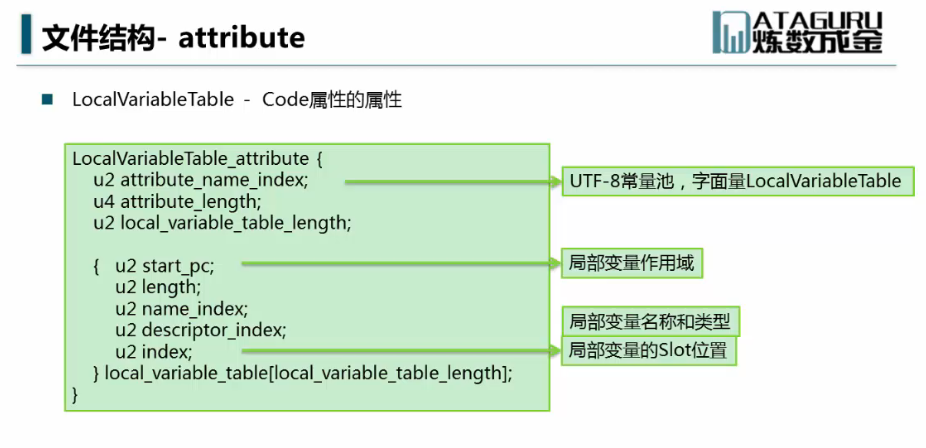 文件结构- attribute
ATAGURU
炼数成金
LocalVariableTable - Code属性的属性
LocalVariableTable_attribute {
u2 attribute_name_index;
u4 attribute_length;
u2 local_variable_table_length;
{ u2 start_pc;
u2 length;
u2 name_index;
u2 descriptor_index;
u2 index;
} local_variable_table[local_variable_table_length];
}
UTF-8常量池，字面量LocalVariableTable
局部变量作用域
局部变量名称和类型
局部变量的Slot位置